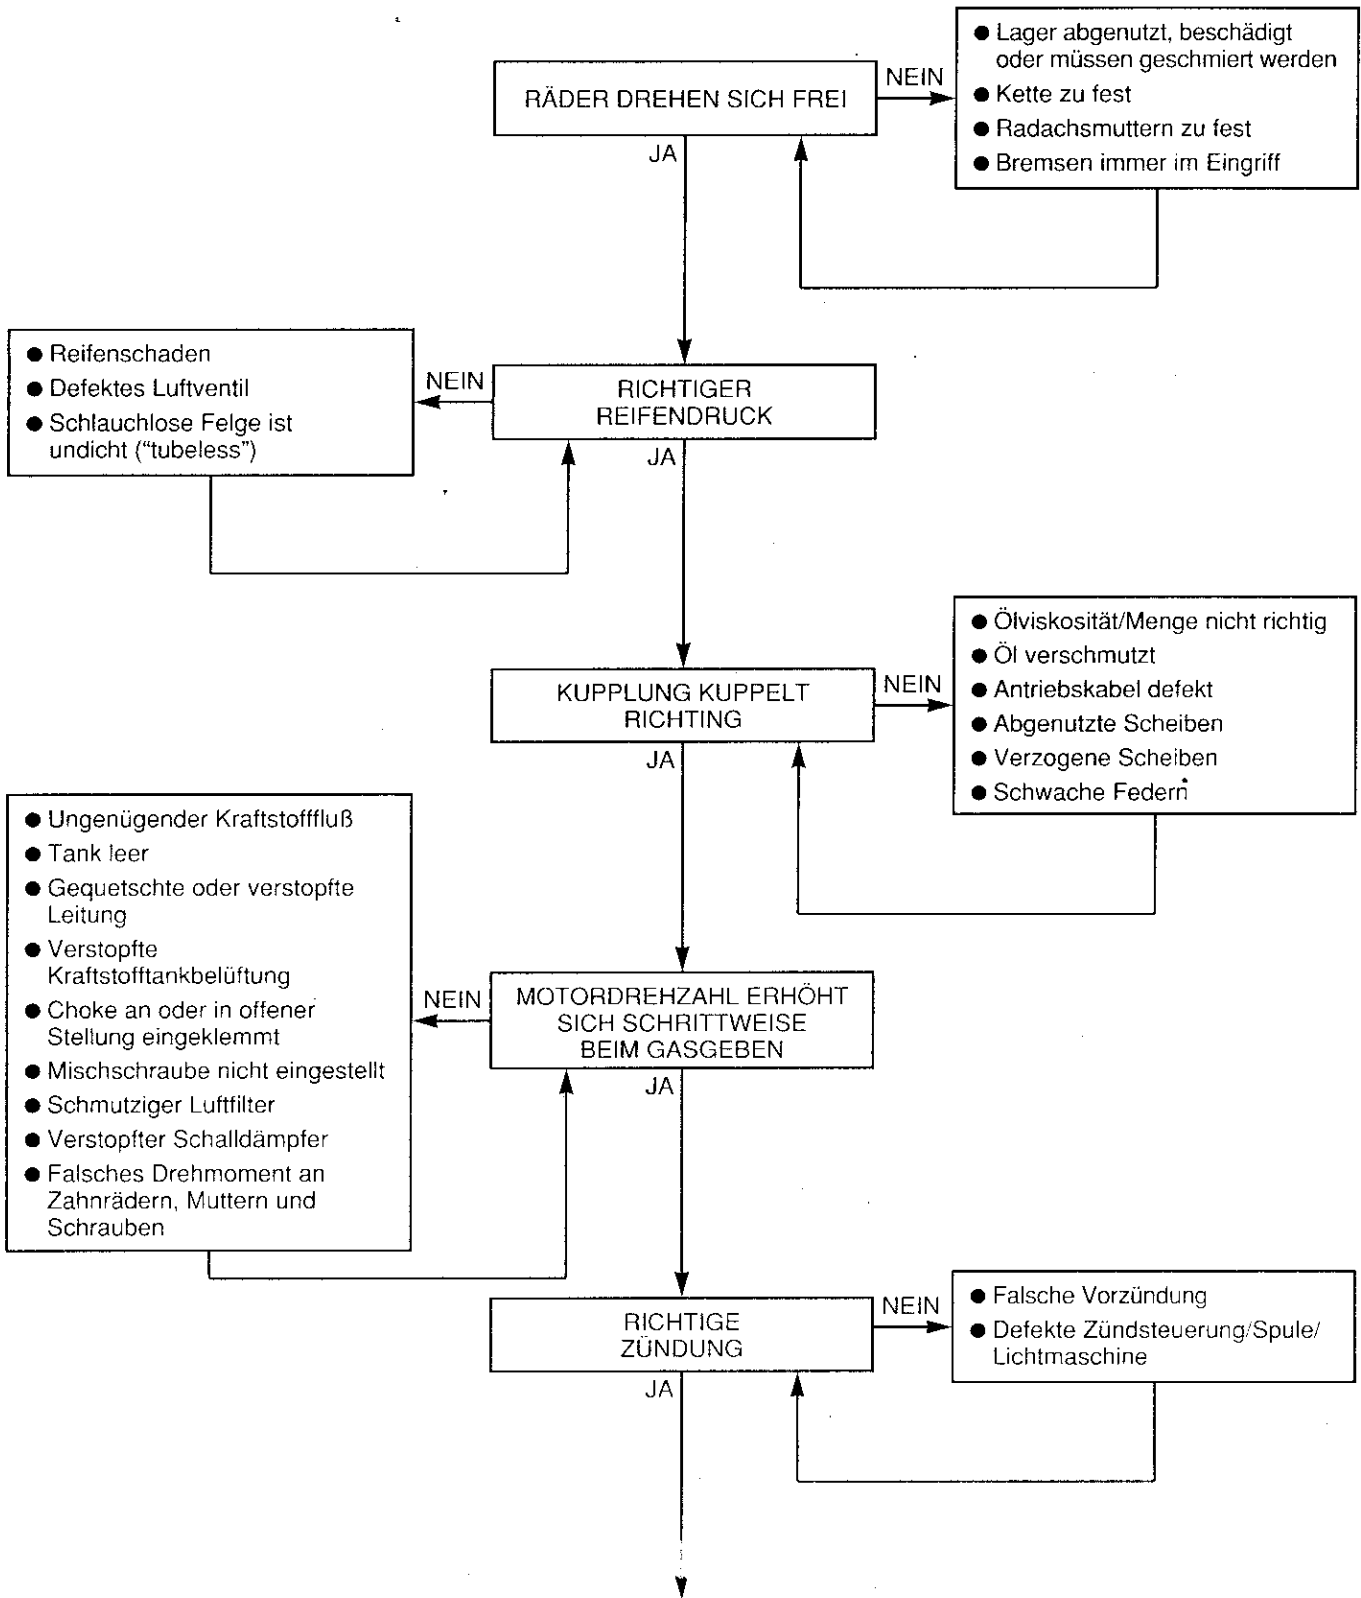 RÄDER DREHEN SICH FREI
NEIN
● Lager abgenutzt, beschädigt
oder müssen geschmiert werden
● Kette zu fest
● Radachsmuttern zu fest
● Bremsen immer im Eingriff
JA
RICHTIGER
REIFENDRUCK
NEIN
● Reifenschaden
● Defektes Luftventil
● Schlauchlose Felge ist
undicht (“tubeless”)
JA
KUPPLUNG KUPPELT
RICHTING
NEIN
● Ölviskosität/Menge nicht richtig
● Öl verschmutzt
● Antriebskabel defekt
● Abgenutzte Scheiben
● Verzogene Scheiben
● Schwache Federn
JA
MOTORDREHZAHL ERHÖHT
SICH SCHRITTWEISE
BEIM GASGEBEN
NEIN
● Ungenügender Kraftstofffluß
● Tank leer
● Gequetschte oder verstopfte
Leitung
● Verstopfte
Kraftstofftankbelüftung
● Choke an oder in offener
Stellung eingeklemmt
● Mischschraube nicht eingestellt
● Schmutziger Luftfilter
● Verstopfter Schalldämpfer
● Falsches Drehmoment an
Zahnrädern, Muttern und
Schrauben
JA
RICHTIGE
ZÜNDUNG
NEIN
● Falsche Vorzündung
● Defekte Zündsteuerung/Spule/
Lichtmaschine
JA